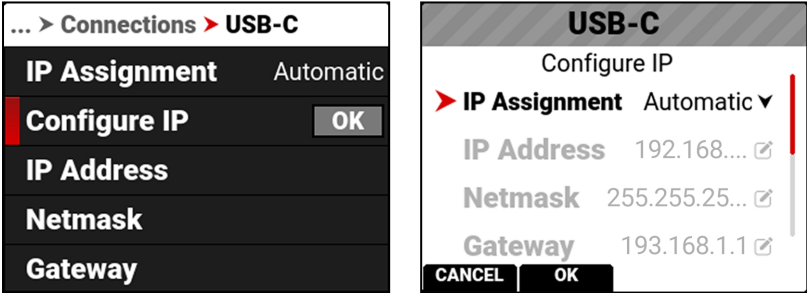 ... > Connections > USB-C
IP Assignment Automatic
Configure IP OK
IP Address
Netmask
Gateway
USB-C
Configure IP
IP Assignment Automatic
IP Address 192.168....
Netmask 255.255.25...
Gateway 193.168.1.1
CANCEL OK